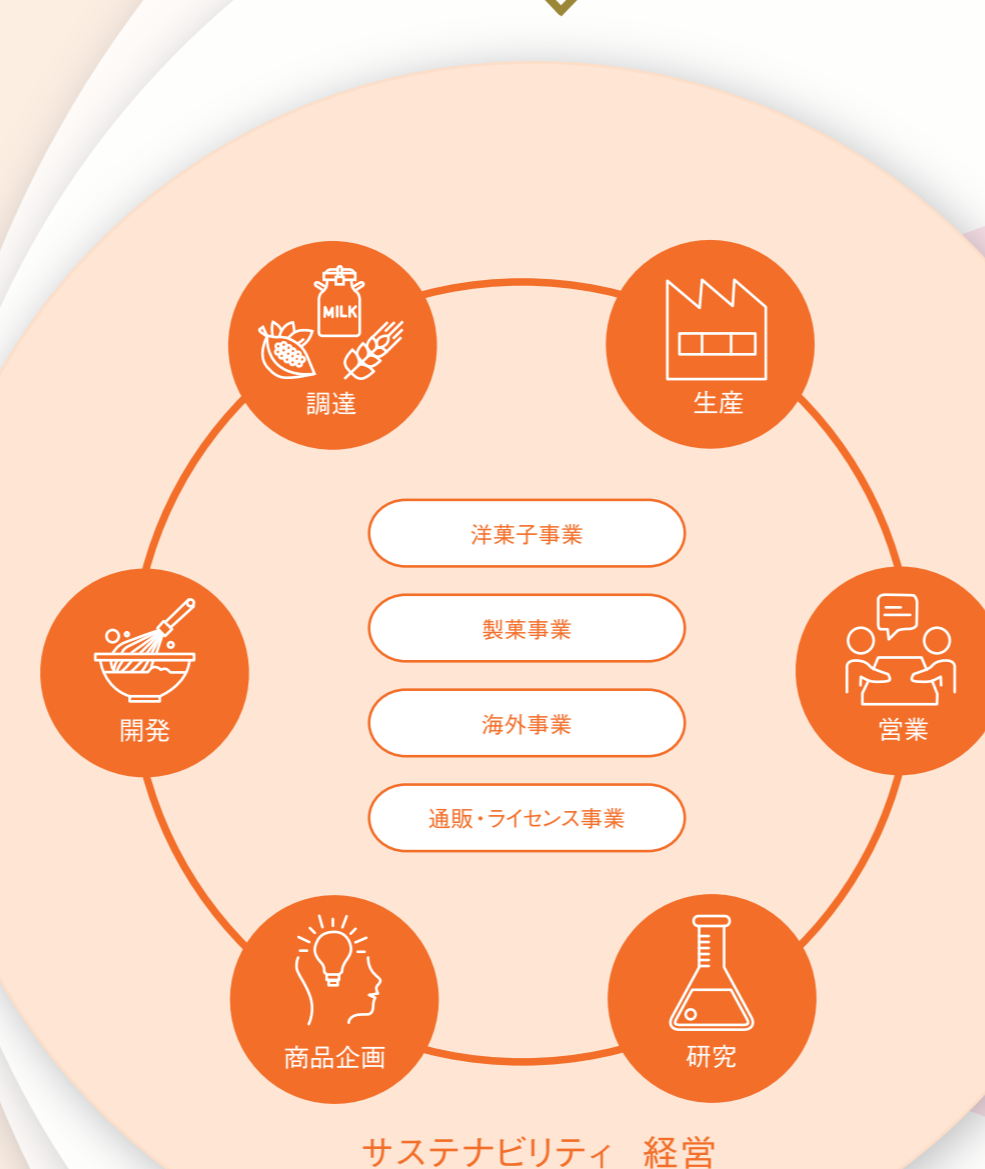 MILK
調達
生産
洋菓子事業
製菓事業
海外事業
通販・ライセンス事業
開発
営業
商品企画
研究
サステナビリティ 経営